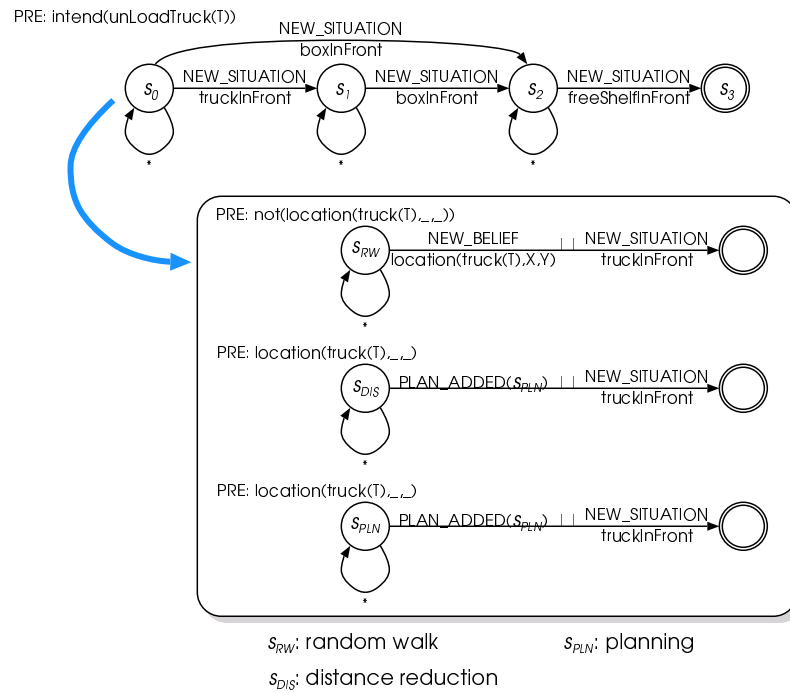 PRE: intend(unLoadTruck(T))
NEW_SITUATION
boxInFront
s0
NEW_SITUATION
truckInFront
s1
NEW_SITUATION
boxInFront
s2
NEW_SITUATION
freeShelfInFront
s3
* * *
PRE: not(location(truck(T),_,_))
sRW
NEW_BELIEF || NEW_SITUATION
location(truck(T),X,Y) truckInFront
*
PRE: location(truck(T),_,_)
sDIS
PLAN_ADDED(sPLN) || NEW_SITUATION
truckInFront
*
PRE: location(truck(T),_,_)
sPLN
PLAN_ADDED(sPLN) || NEW_SITUATION
truckInFront
*
sRW: random walk sPLN: planning
sDIS: distance reduction